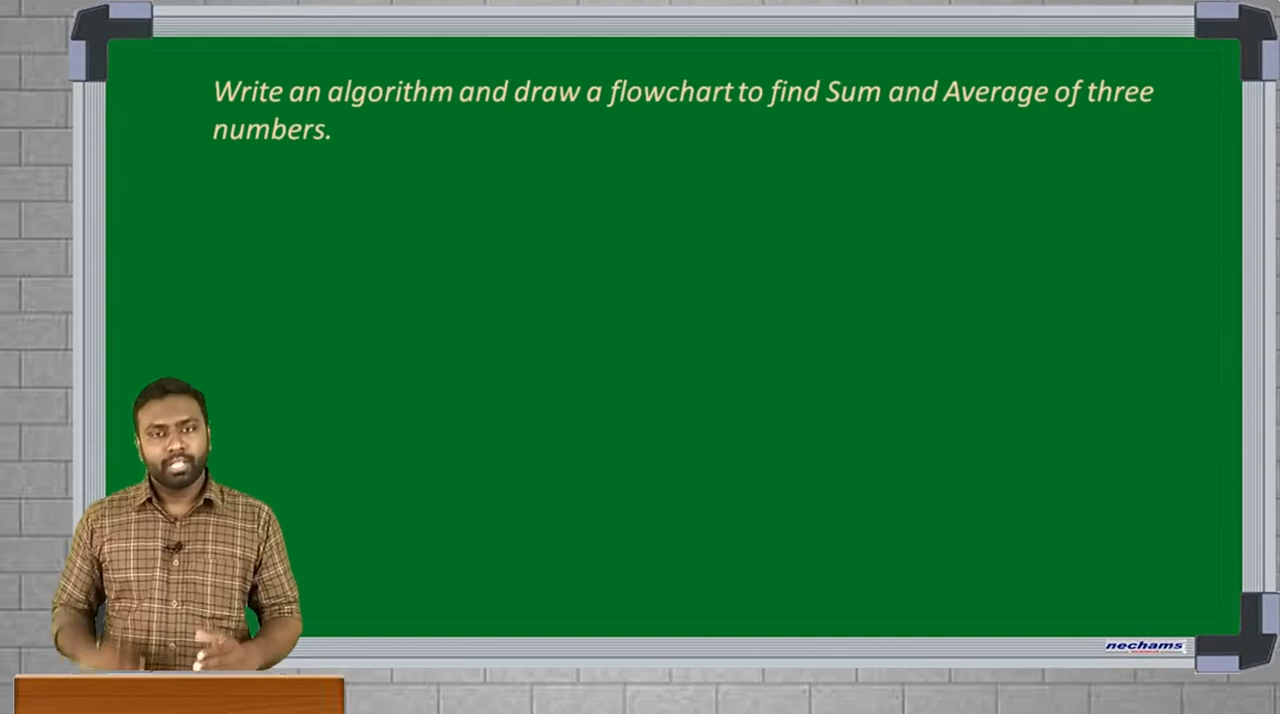 Write an algorithm and draw a flowchart to find Sum and Average of three
numbers.
nechams